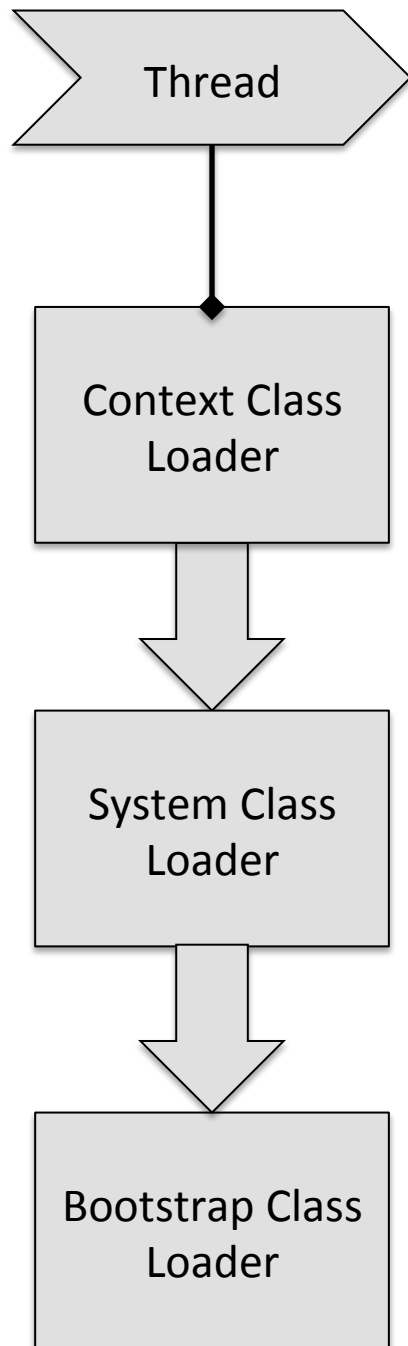 Thread
Context Class
Loader
System Class
Loader
Bootstrap Class
Loader